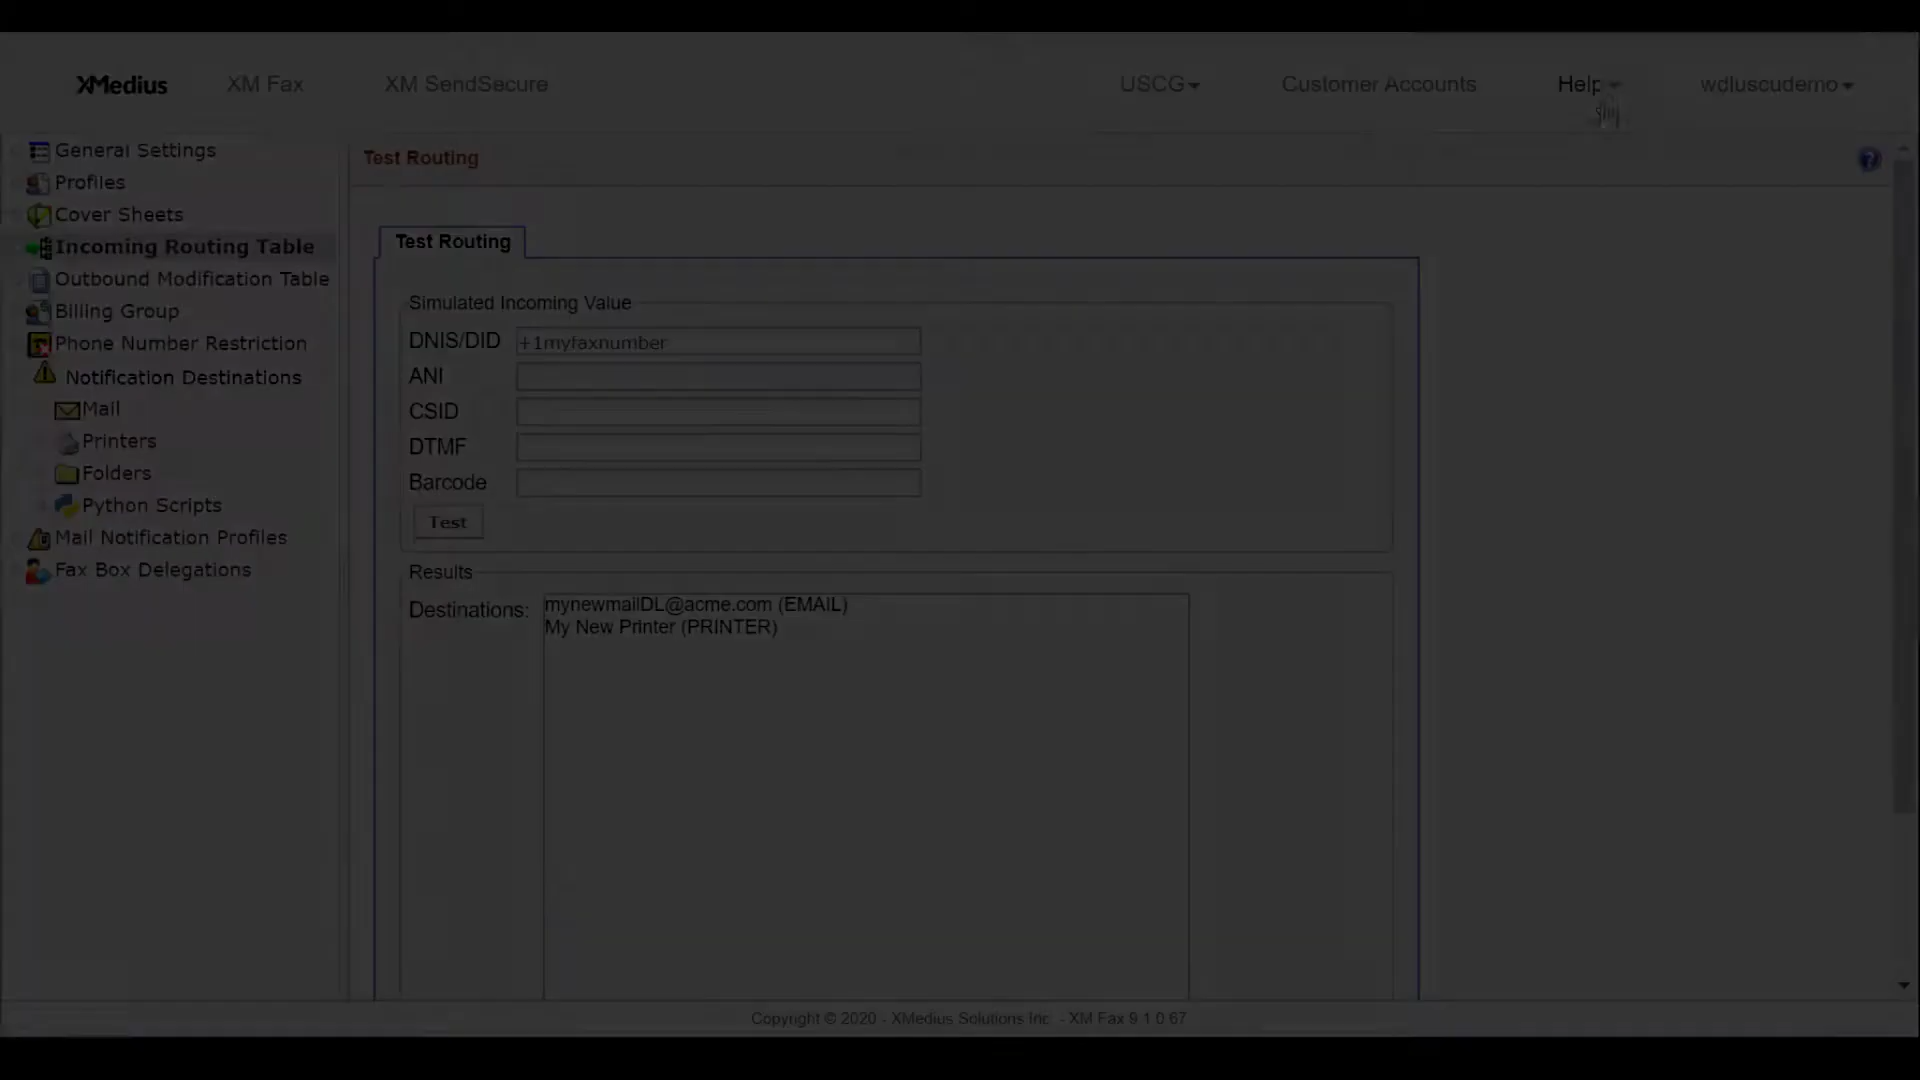 XMedius XM Fax XM SendSecure USCG Customer Accounts Help wdluscudemo
General Settings
Profiles
Cover Sheets
Incoming Routing Table
Outbound Modification Table
Billing Group
Phone Number Restriction
Notification Destinations
Mail
Printers
Folders
Python Scripts
Mail Notification Profiles
Fax Box Delegations
Test Routing
?
Test Routing
Simulated Incoming Value
DNIS/DID +1myfaxnumber
ANI
CSID
DTMF
Barcode
Test
Results
Destinations: mynewmailDL@acme.com (EMAIL)
My New Printer (PRINTER)
Copyright © 2020 - XMedius Solutions Inc. - XM Fax 9.1.0.67